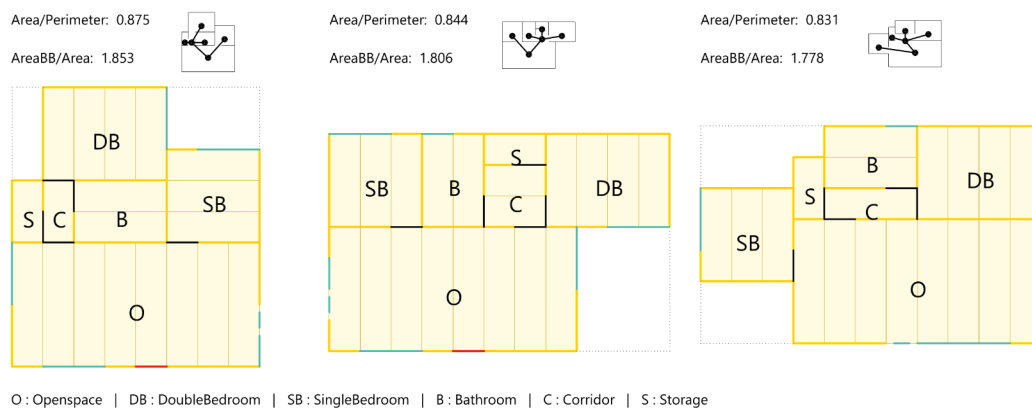 Area/Perimeter: 0.875
AreaBB/Area: 1.853
DB
SB
S
C
B
O
Area/Perimeter: 0.844
AreaBB/Area: 1.806
S
SB
B
C
DB
O
Area/Perimeter: 0.831
AreaBB/Area: 1.778
B
DB
S
C
SB
O
O : Openspace | DB : DoubleBedroom | SB : SingleBedroom | B : Bathroom | C : Corridor | S : Storage